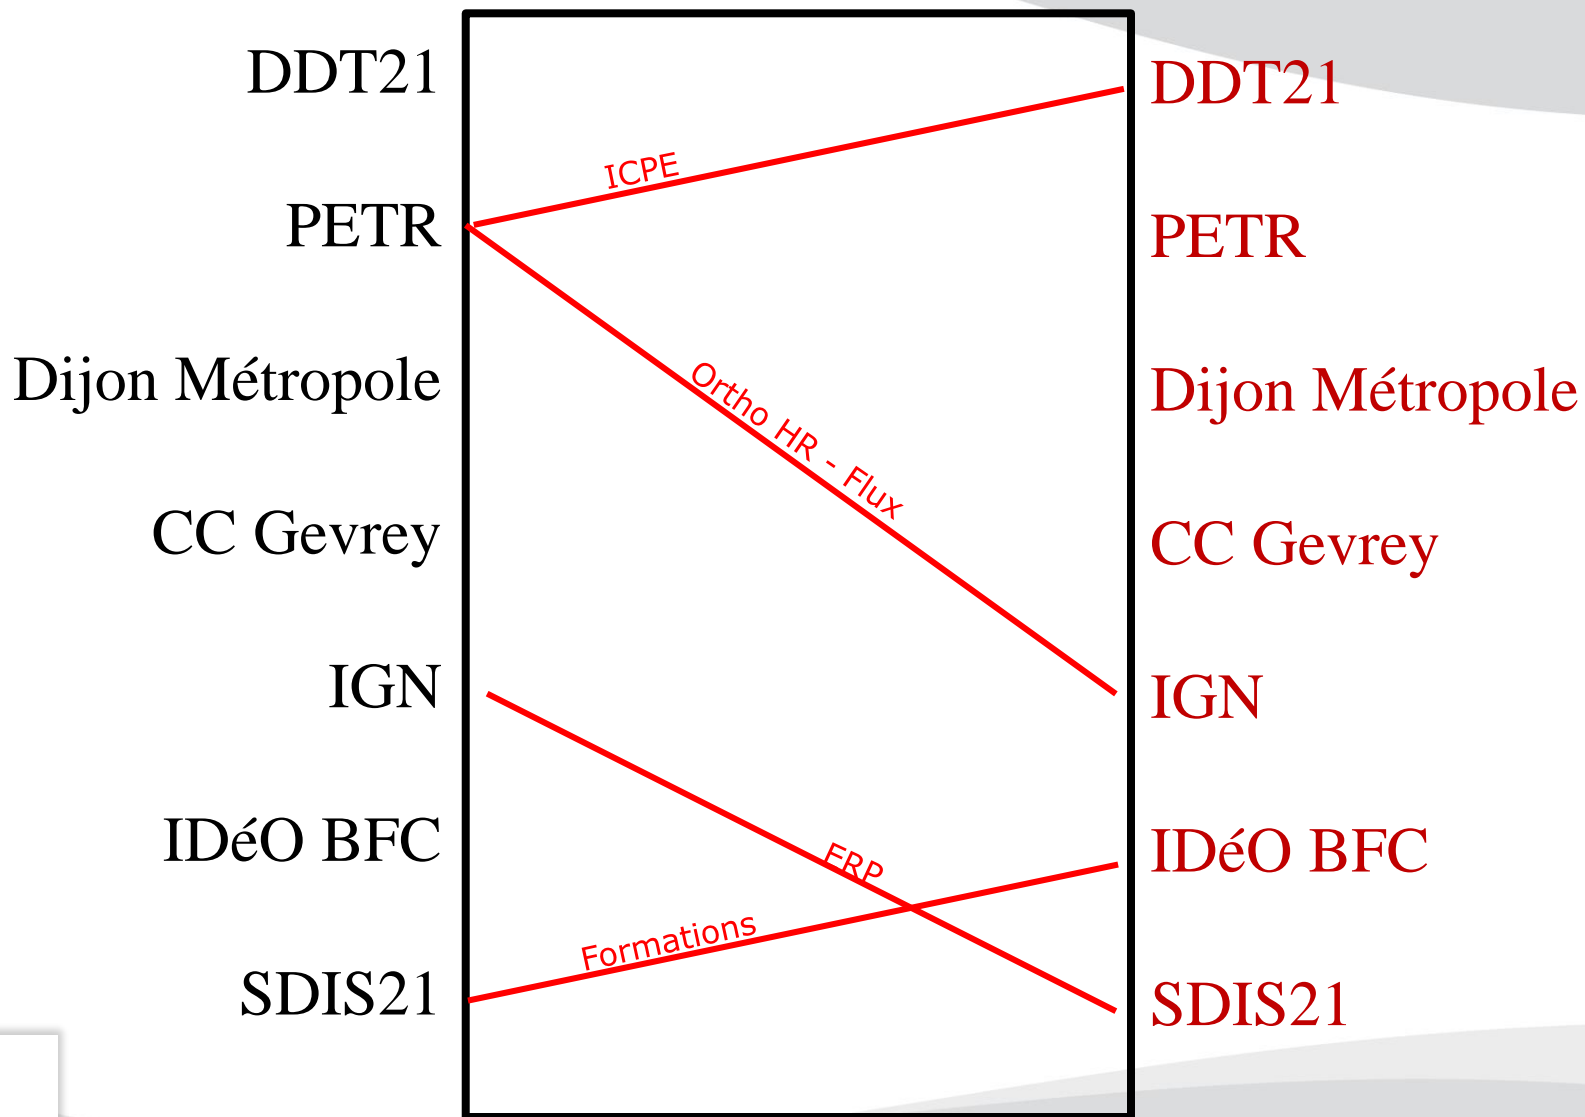 DDT21
PETR
Dijon Métropole
CC Gevrey
IGN
IDéO BFC
SDIS21
ICPE
Ortho HR - Flux
ERP
Formations
DDT21
PETR
Dijon Métropole
CC Gevrey
IGN
IDéO BFC
SDIS21